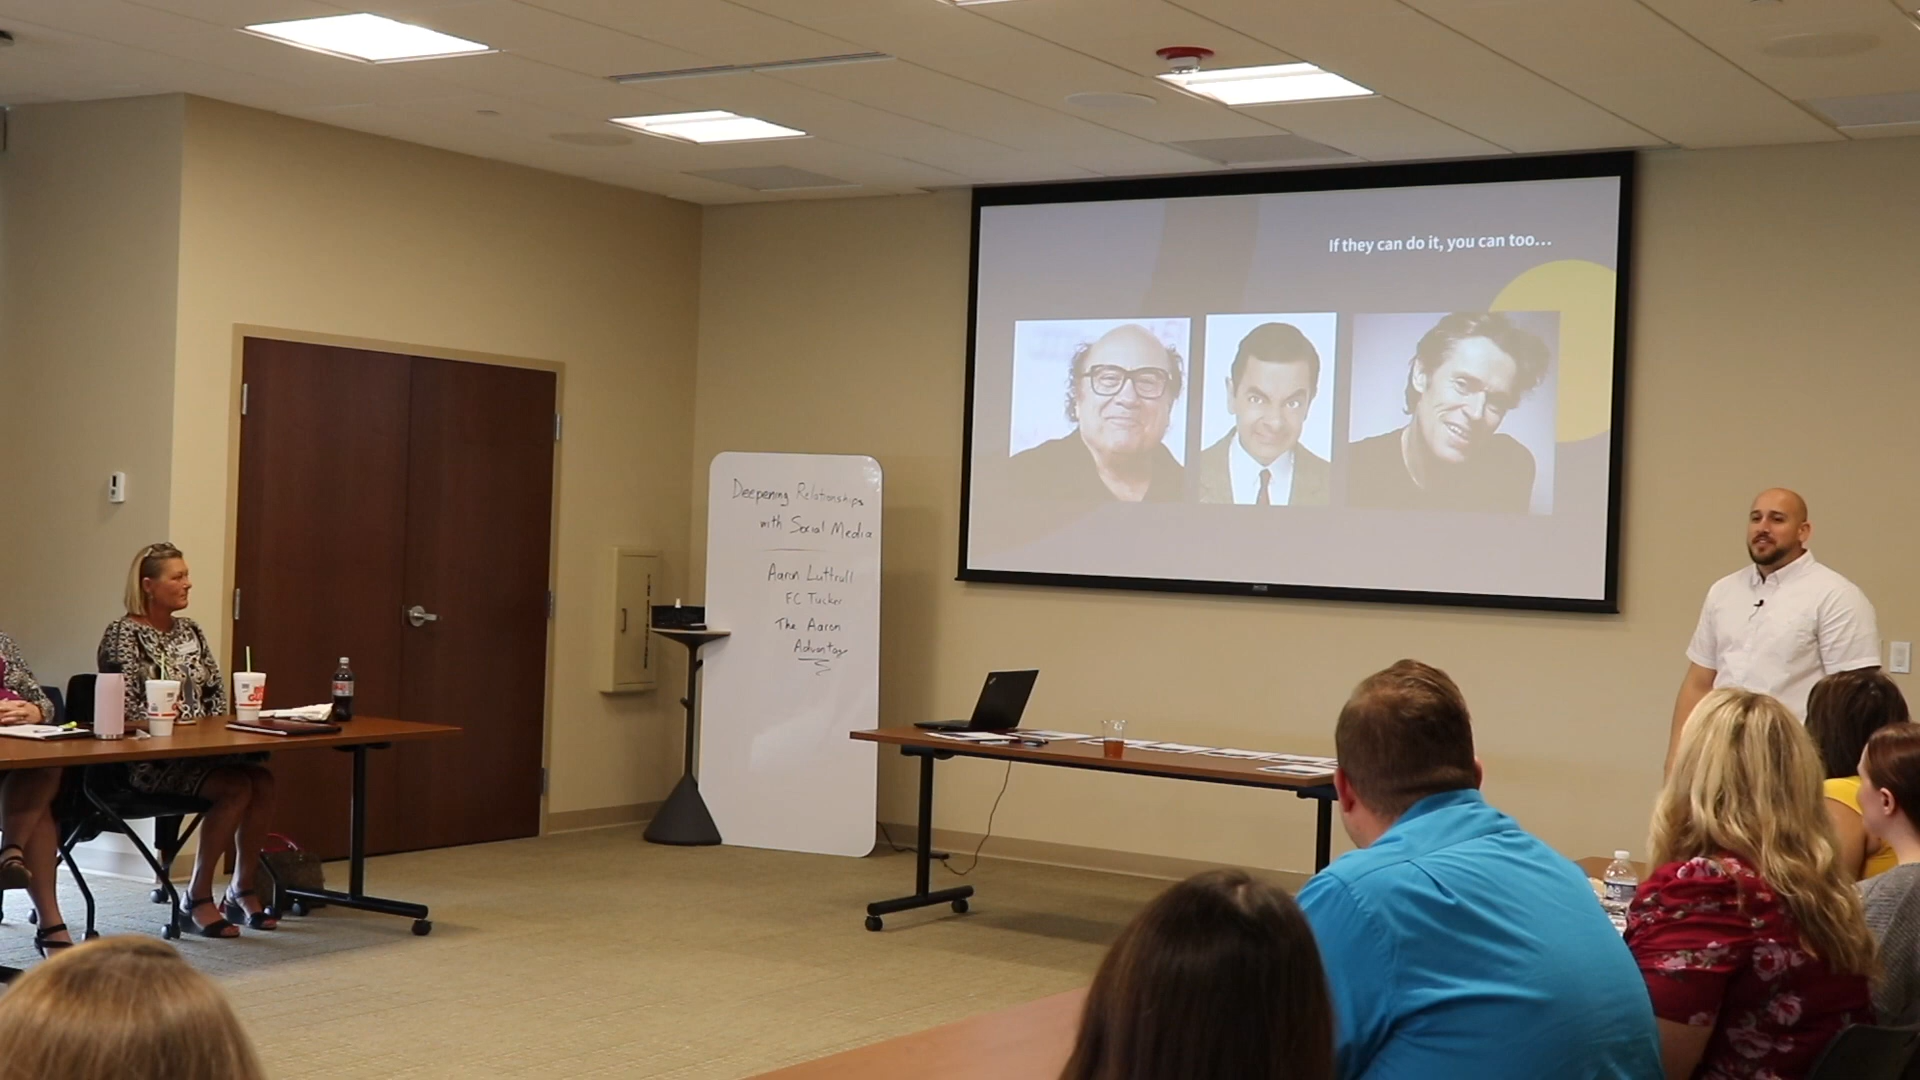 If they can do it, you can too...
Deepening Relationships
with Social Media
Aaron Luttrull
FC Tucker
The Aaron
Advantage